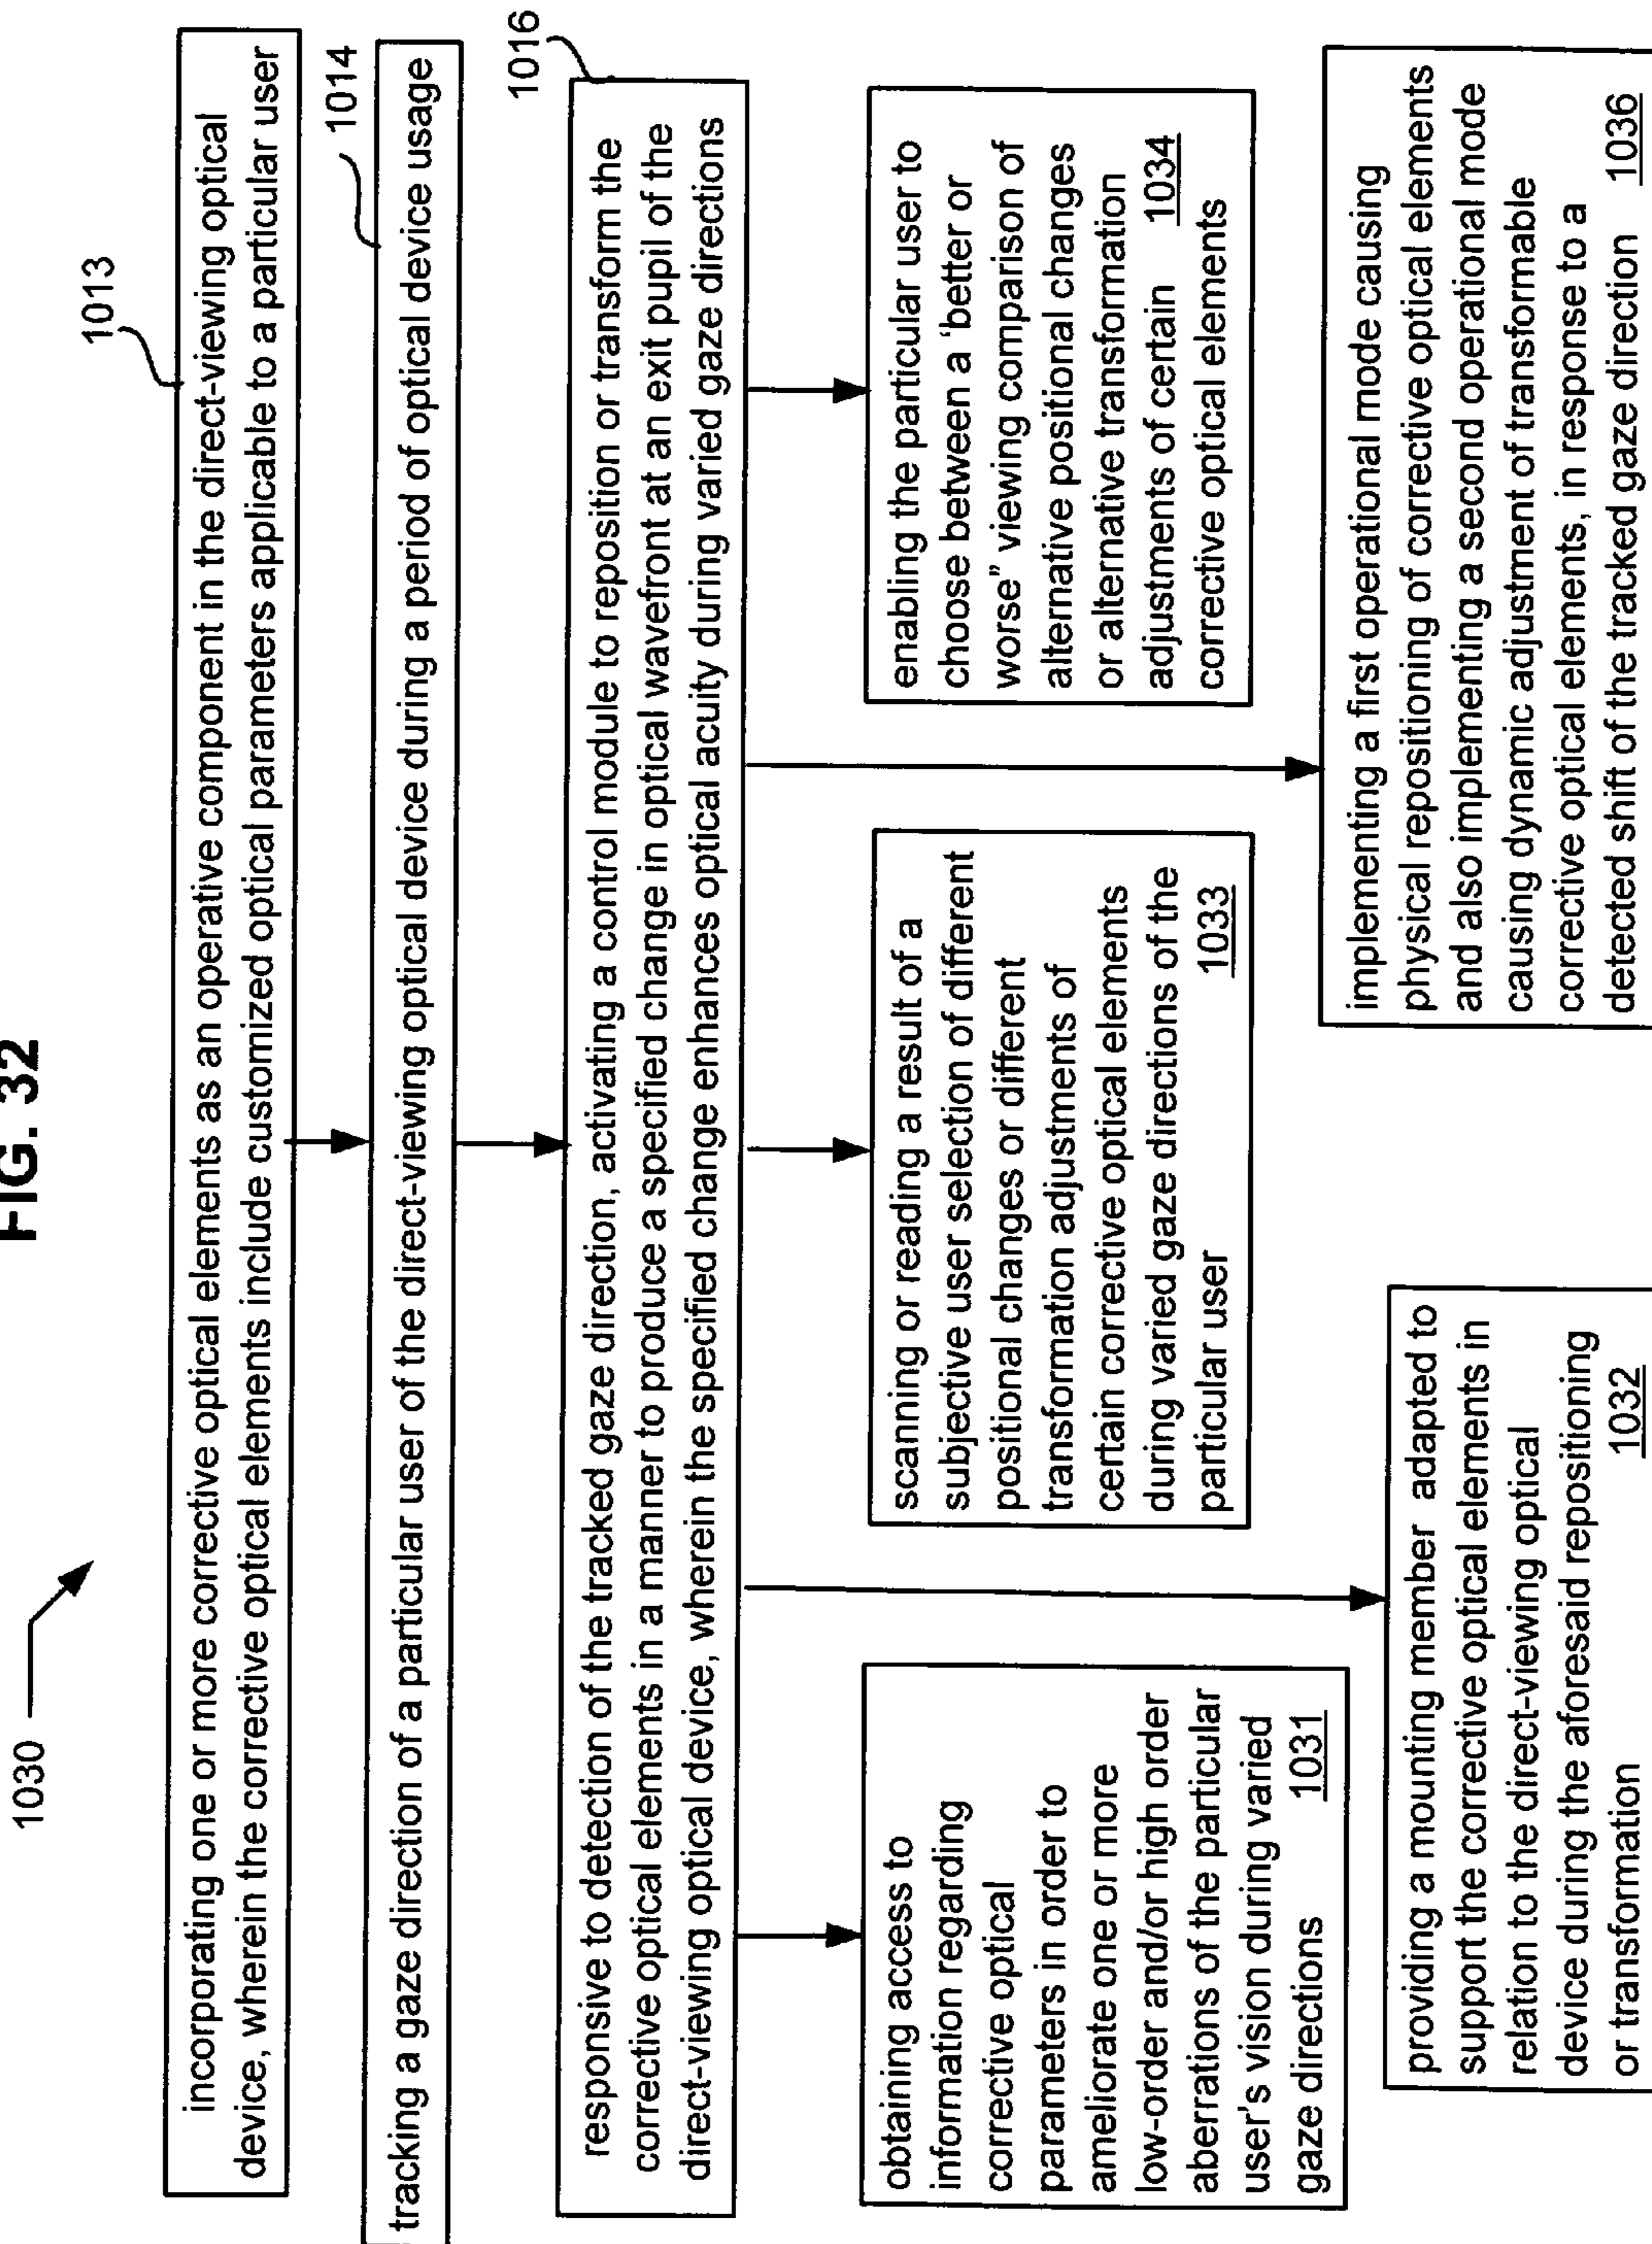 FIG. 32
1030
1013
incorporating one or more corrective optical elements as an operative component in the direct-viewing optical
device, wherein the corrective optical elements include customized optical parameters applicable to a particular user
1014
tracking a gaze direction of a particular user of the direct-viewing optical device during a period of optical device usage
1016
responsive to detection of the tracked gaze direction, activating a control module to reposition or transform the
corrective optical elements in a manner to produce a specified change in optical wavefront at an exit pupil of the
direct-viewing optical device, wherein the specified change enhances optical acuity during varied gaze directions
obtaining access to
information regarding
corrective optical
parameters in order to
ameliorate one or more
low-order and/or high order
aberrations of the particular
user's vision during varied
gaze directions 1031
scanning or reading a result of a
subjective user selection of different
positional changes or different
transformation adjustments of
certain corrective optical elements
during varied gaze directions of the
particular user 1033
enabling the particular user to
choose between a 'better or
worse" viewing comparison of
alternative positional changes
or alternative transformation
adjustments of certain 1034
corrective optical elements
providing a mounting member adapted to
support the corrective optical elements in
relation to the direct-viewing optical
device during the aforesaid repositioning
or transformation 1032
implementing a first operational mode causing
physical repositioning of corrective optical elements
and also implementing a second operational mode
causing dynamic adjustment of transformable
corrective optical elements, in response to a
detected shift of the tracked gaze direction 1036